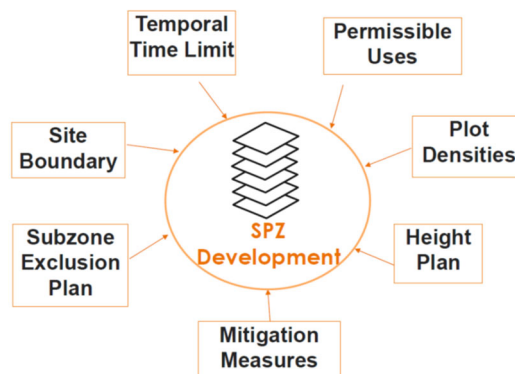 Temporal
Time Limit
Permissible
Uses
Site
Boundary
Plot
Densities
SPZ
Development
Subzone
Exclusion
Plan
Height
Plan
Mitigation
Measures